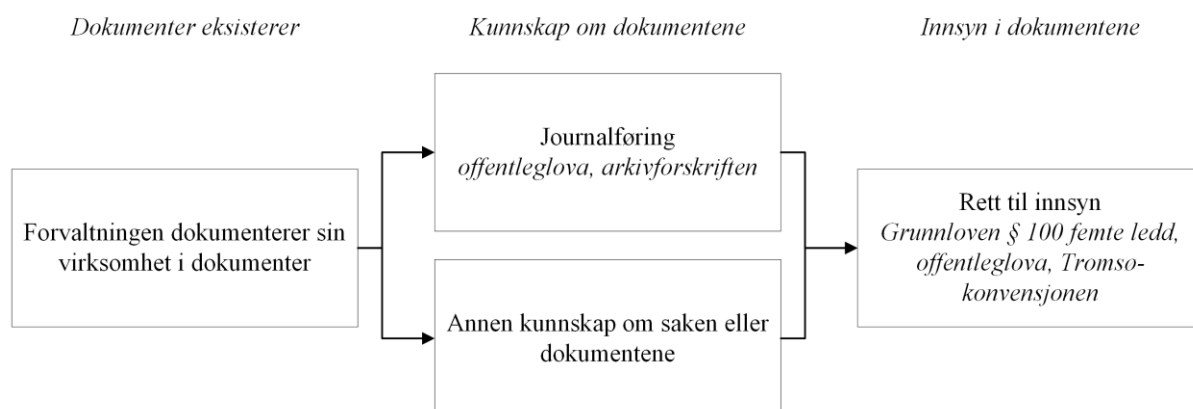 Dokumenter eksisterer
Kunnskap om dokumentene
Innsyn i dokumentene
Forvaltningen dokumenterer sin
virksomhet i dokumenter
Journalføring
offentleglova, arkivforskriften
Annen kunnskap om saken eller
dokumentene
Rett til innsyn
Grunnloven § 100 femte ledd,
offentleglova, Tromsø-
konvensjonen